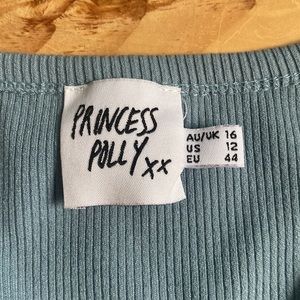 PRINCESS
POLLY xx
AU/UK 16
US 12
EU 44